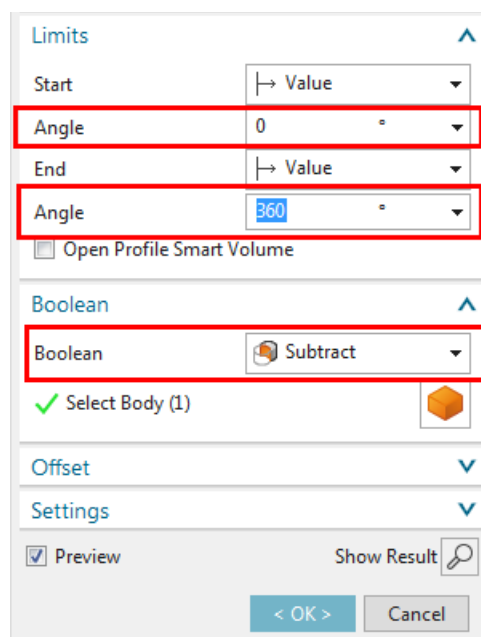 Limits
Start Value
Angle 0 °
End Value
Angle 360 °
Open Profile Smart Volume
Boolean
Boolean Subtract
Select Body (1)
Offset
Settings
Preview Show Result
< OK > Cancel